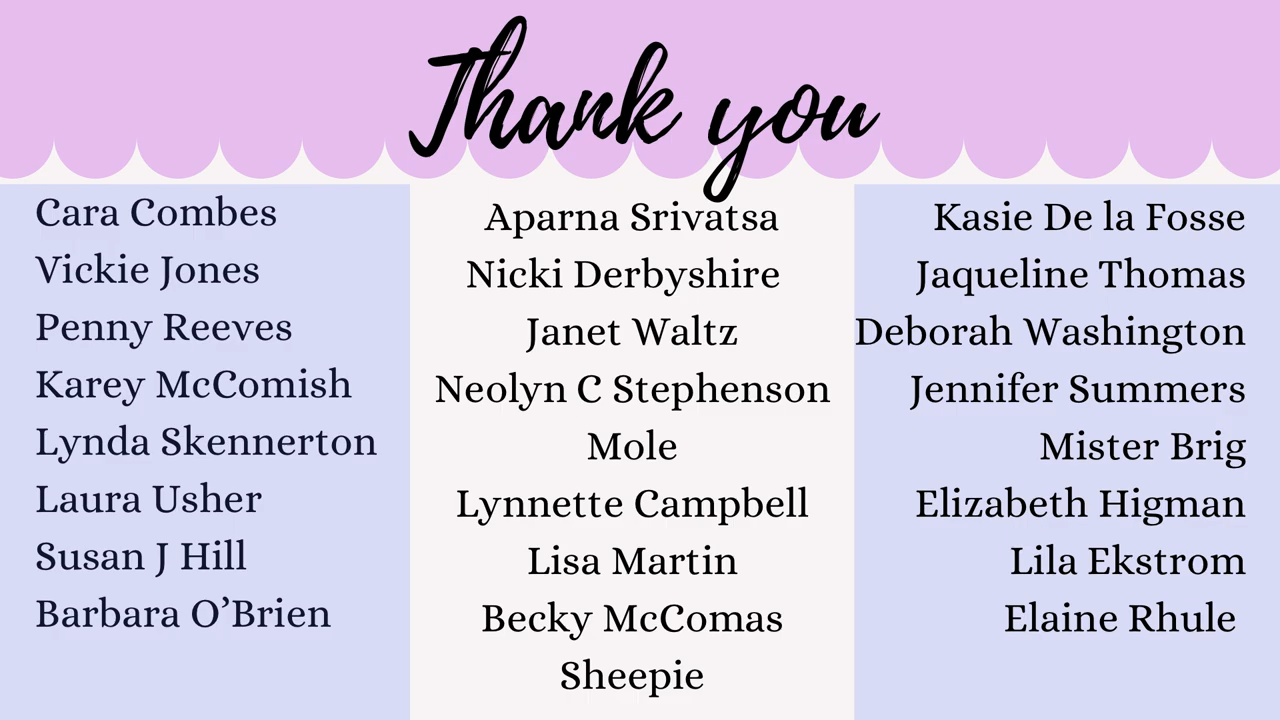 Thank you
Cara Combes
Vickie Jones
Penny Reeves
Karey McComish
Lynda Skennerton
Laura Usher
Susan J Hill
Barbara O’Brien
Aparna Srivatsa
Nicki Derbyshire
Janet Waltz
Neolyn C Stephenson
Mole
Lynnette Campbell
Lisa Martin
Becky McComas
Sheepie
Kasie De la Fosse
Jaqueline Thomas
Deborah Washington
Jennifer Summers
Mister Brig
Elizabeth Higman
Lila Ekstrom
Elaine Rhule